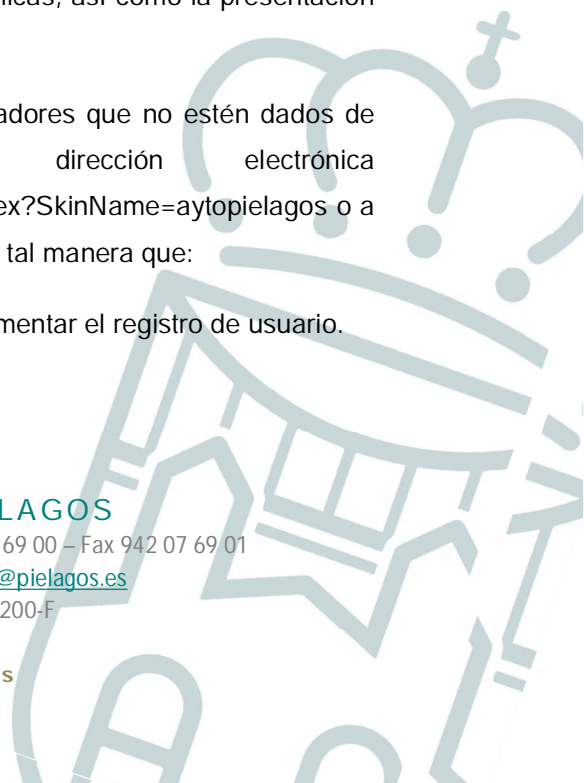 nicas, así como la presentación
adores que no estén dados de
dirección electrónica
ex?SkinName=aytopielagos o a
tal manera que:
mentar el registro de usuario.
LAGOS
69 00 – Fax 942 07 69 01
@pielagos.es
200-F
s